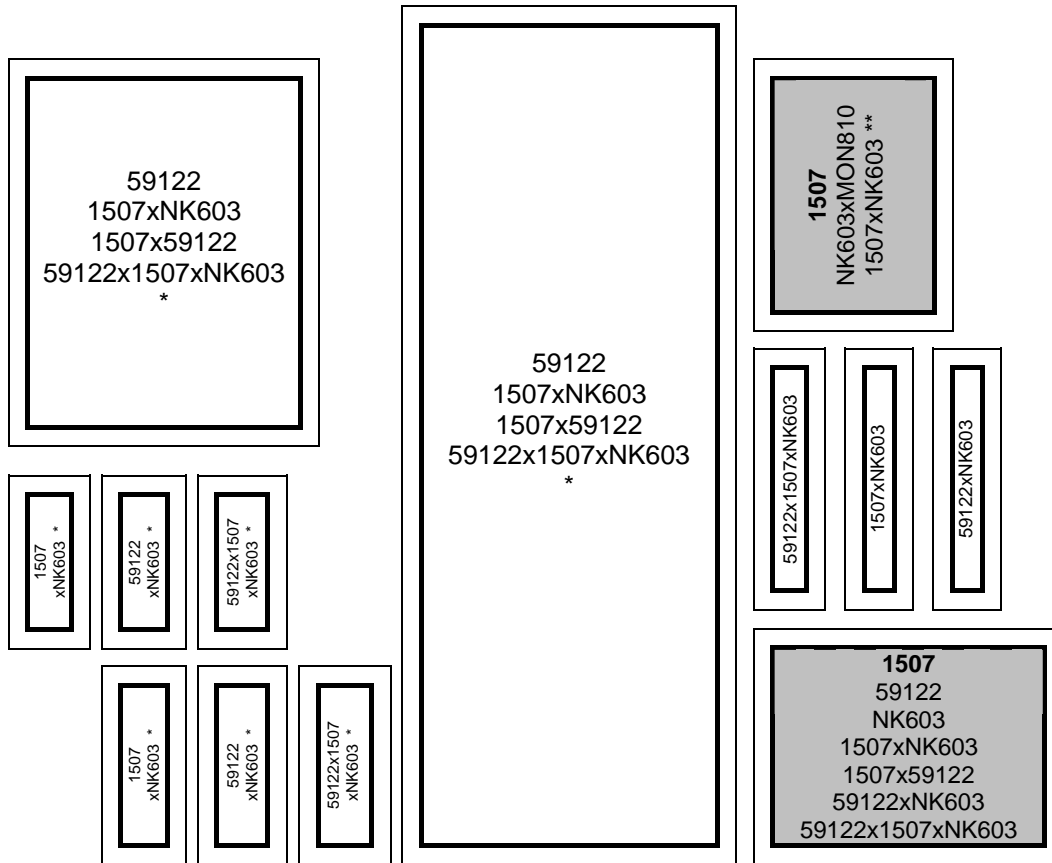 59122
1507xNK603
1507x59122
59122x1507xNK603
*
1507
xNK603 *
59122
xNK603 *
59122x1507
xNK603 *
1507
xNK603 *
59122
xNK603 *
59122x1507
xNK603 *
59122
1507xNK603
1507x59122
59122x1507xNK603
*
1507
NK603xMON810
1507xNK603 **
59122x1507xNK603
1507xNK603
59122xNK603
1507
59122
NK603
1507xNK603
1507x59122
59122xNK603
59122x1507xNK603